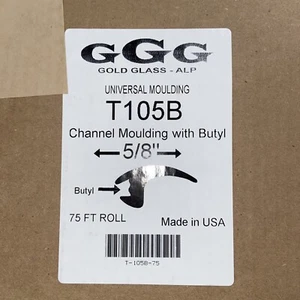 GGG
GOLD GLASS - ALP
UNIVERSAL MOULDING
T105B
Channel Moulding with Butyl
5/8"
Butyl
75 FT ROLL Made in USA
T-105B-75